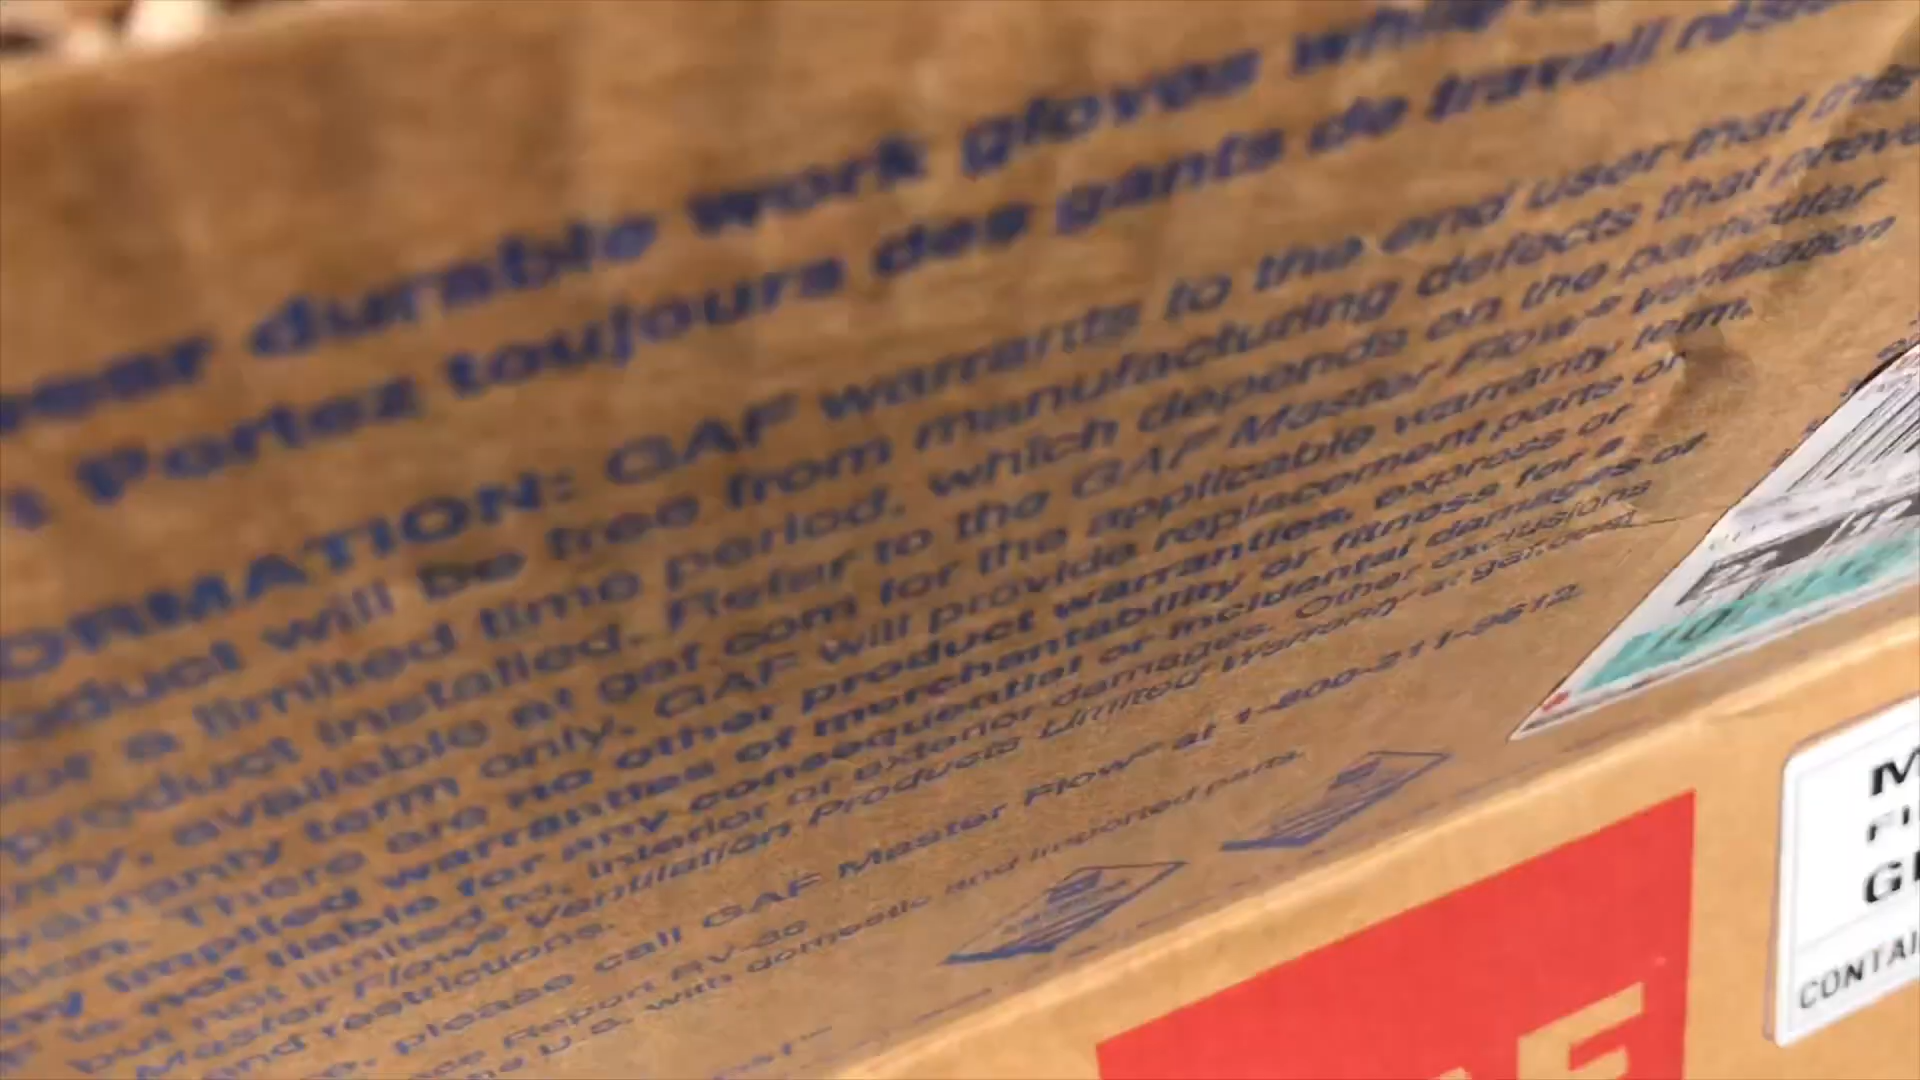 wear durable work gloves while
Portez toujours des gants de travail
ORMATION: GAF warrants to the end user that this
oduct will be free from manufacturing defects that preve
or a limited time period, which depends on the particular
product installed. Refer to the GAF Master Flow® Ventilation
nty, available at gaf.com for the applicable warranty term.
warranty term only, GAF will provide replacement parts or
tion. There are no other product warranties, express or
ny implied warranties of merchantability or fitness for a
is not liable for any consequential or incidental damages or
but not limited to, interior or exterior damages. Other exclusions
Master Flow® Ventilation Products Limited Warranty at gaf.com
and restrictions.
please call GAF Master Flow® at 1-800-211-9612.
Report RV-30
U.S. with domestic and imported parts.
AF
M
FL
G
CONTAI